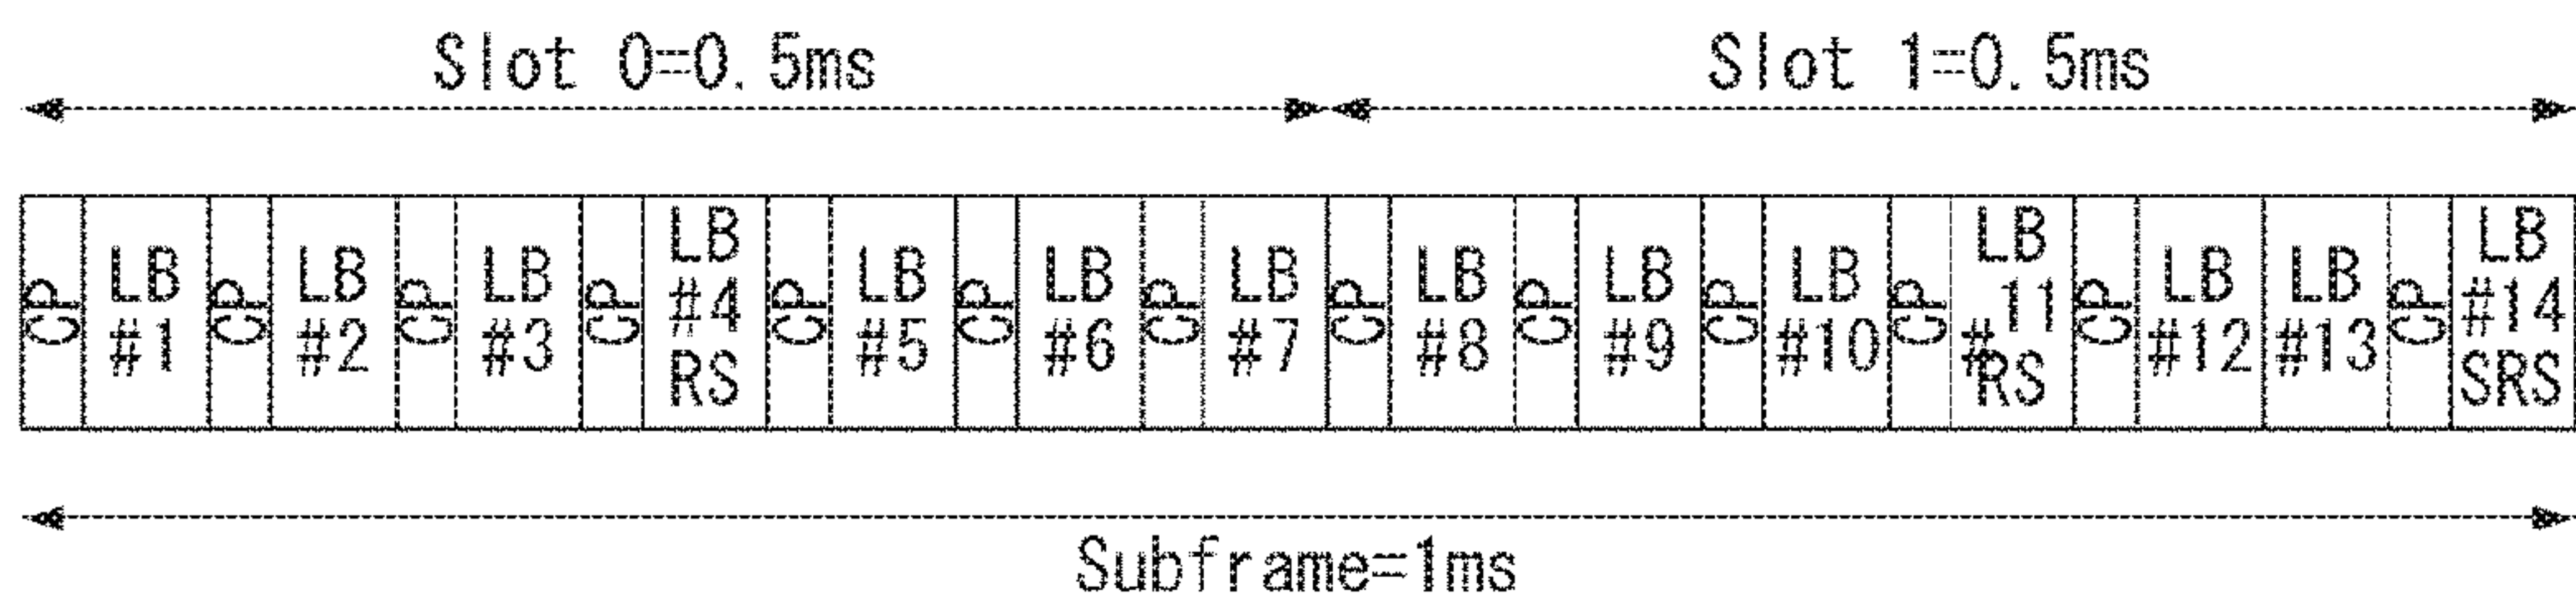 Slot 0=0.5ms
Slot 1=0.5ms
CP
LB
#1
CP
LB
#2
CP
LB
#3
CP
LB
#4
RS
CP
LB
#5
CP
LB
#6
CP
LB
#7
CP
LB
#8
CP
LB
#9
CP
LB
#10
CP
LB
#11
RS
CP
LB
#12
LB
#13
CP
LB
#14
SRS
Subframe=1ms